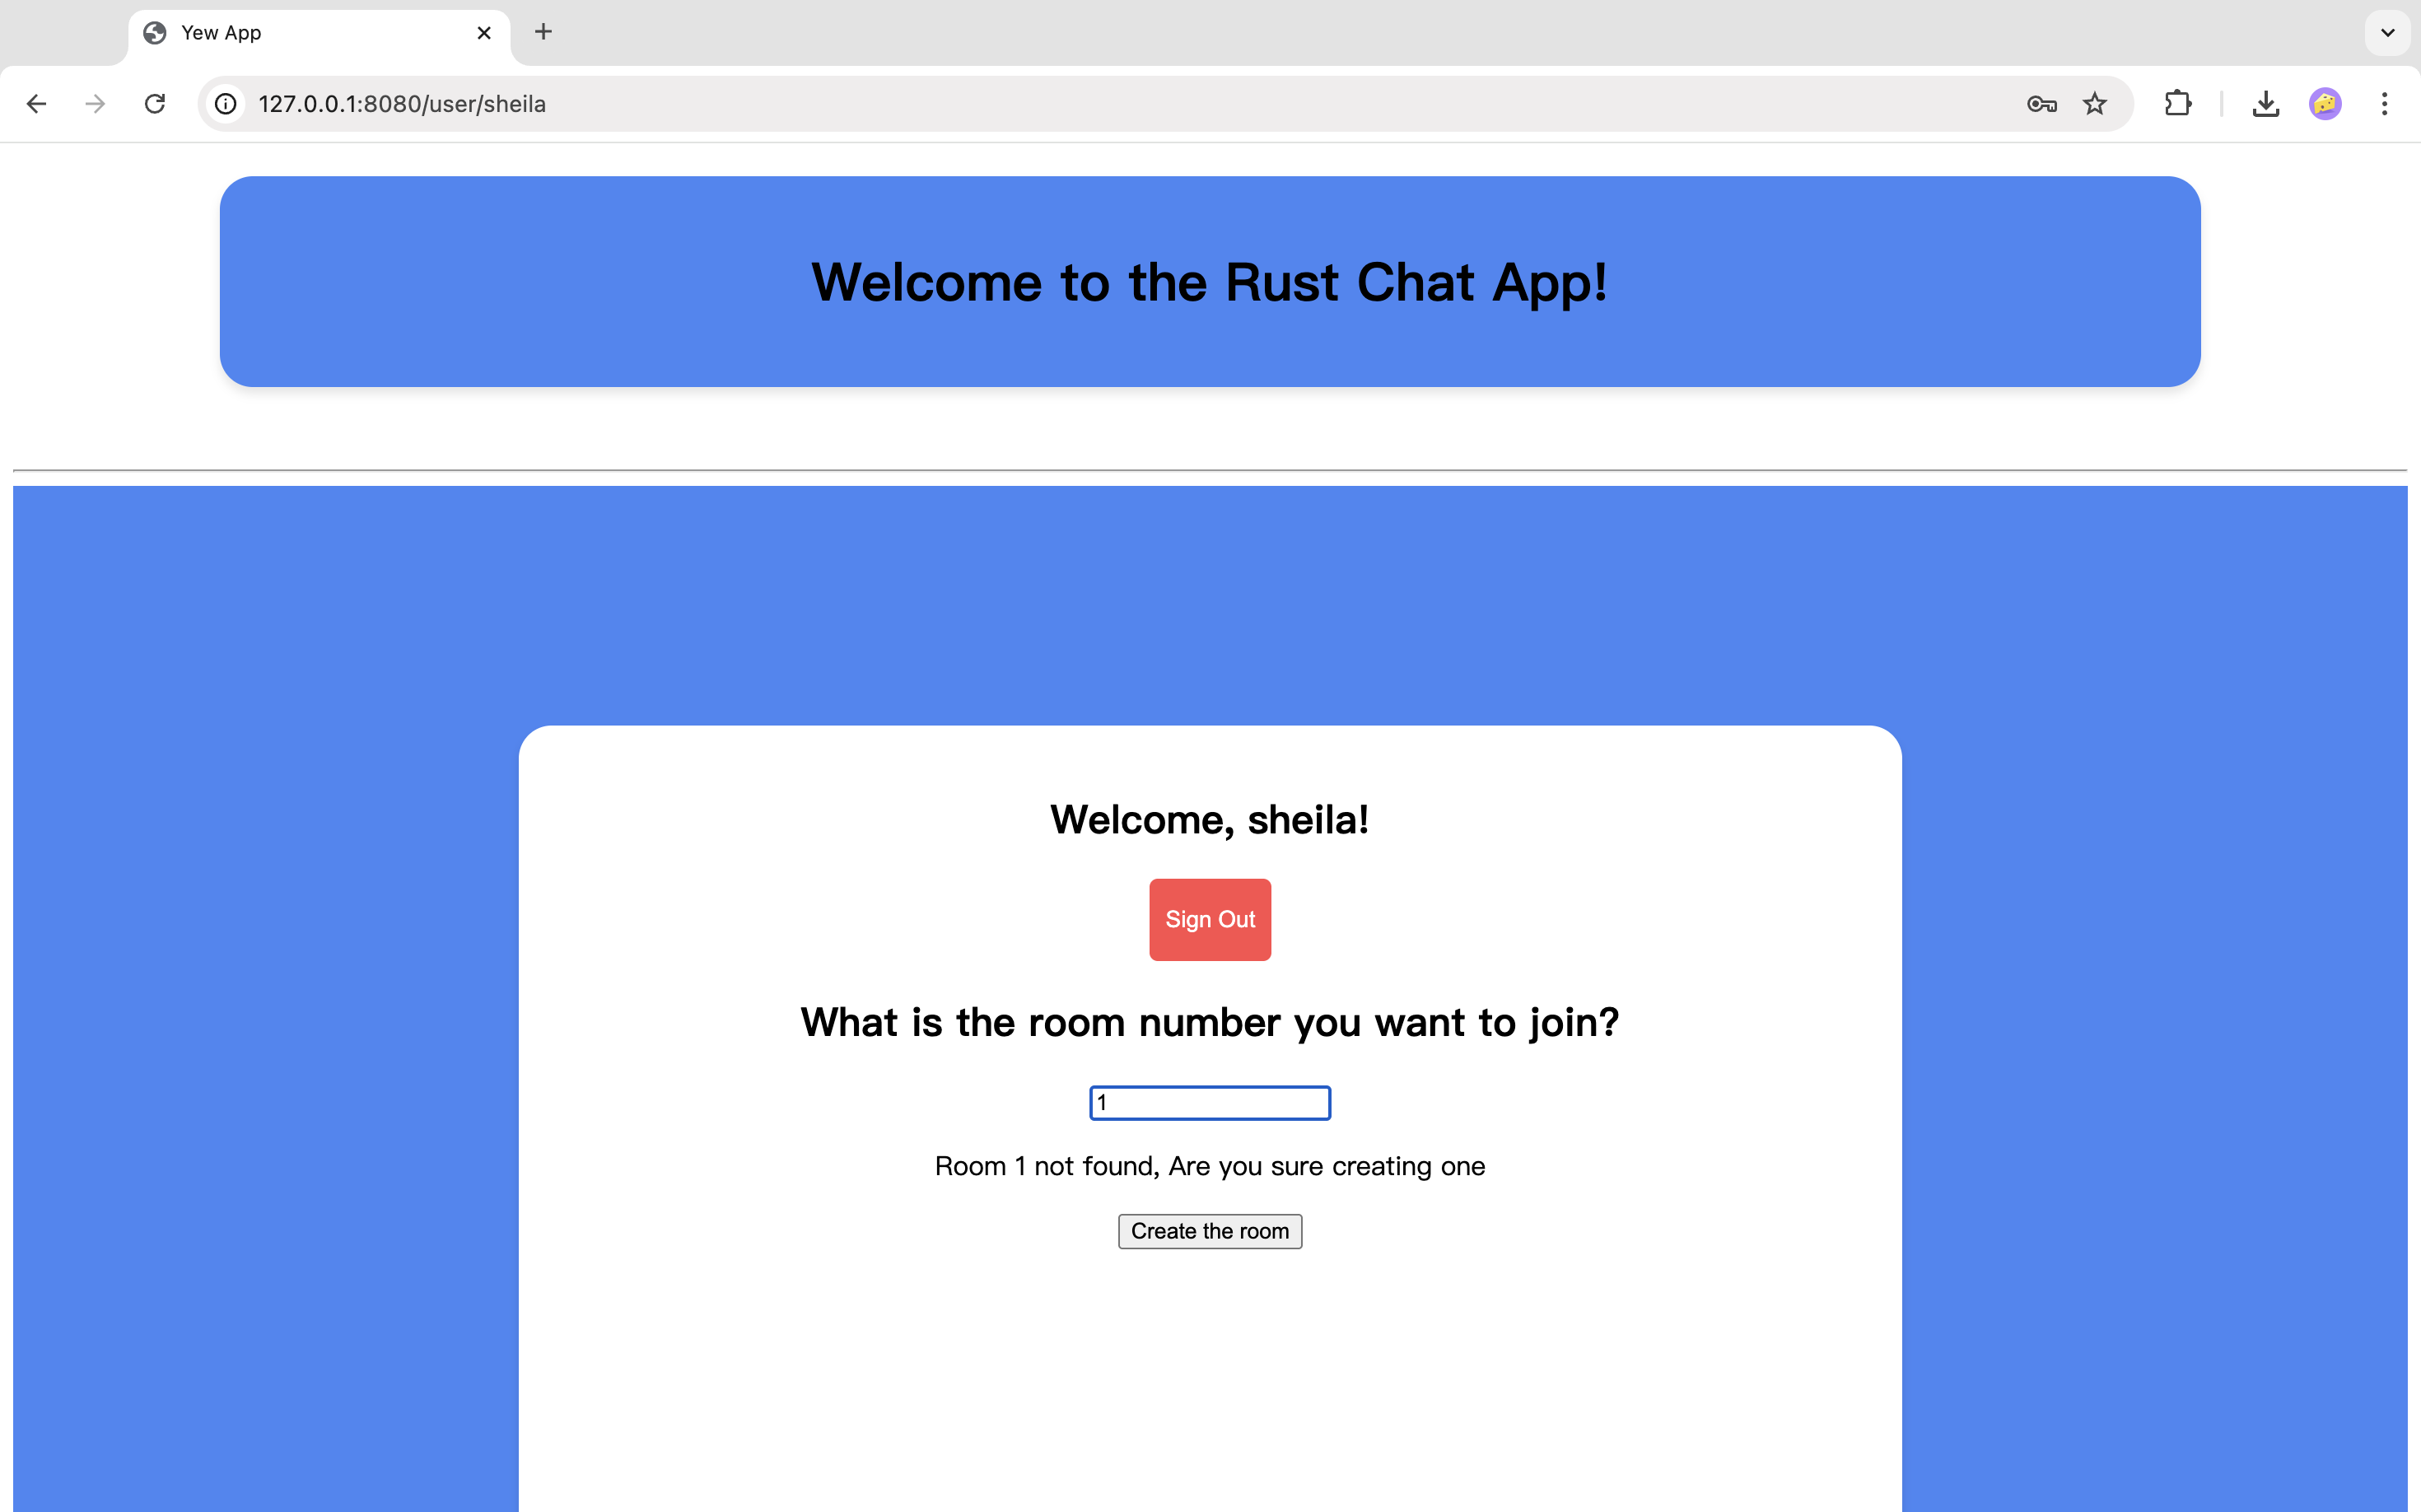 Yew App
127.0.0.1:8080/user/sheila
Welcome to the Rust Chat App!
Welcome, sheila!
Sign Out
What is the room number you want to join?
1
Room 1 not found, Are you sure creating one
Create the room